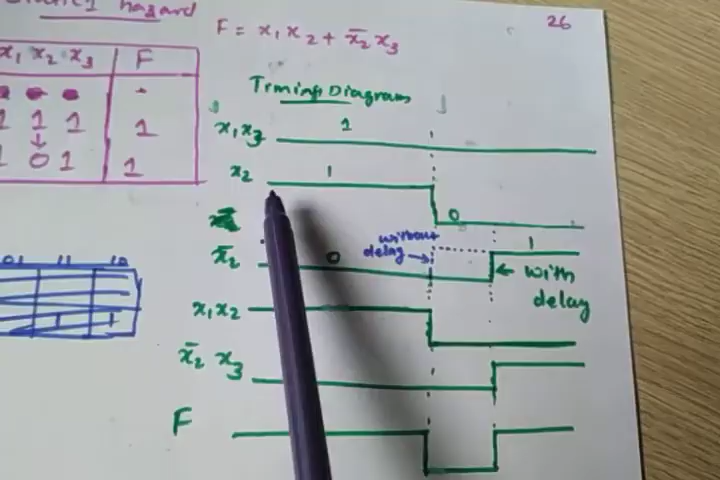 hazard
26
F = x₁x₂ + x̄₂x₃
x₁ x₂ x₃ F
1 1 1 1
↓
0 1 1
Timing Diagram
x₁x₃ 1
x₂ 1 0
x̄₂ 0 without delay → 1
← with delay
01 11 10
x₁x₂
1 1
x̄₂ x₃
F